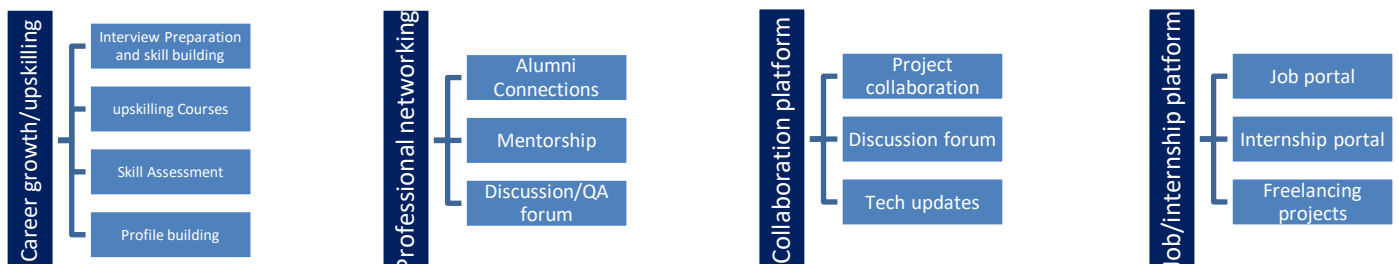 Career growth/upskilling
Interview Preparation
and skill building
upskilling Courses
Skill Assessment
Profile building
Professional networking
Alumni
Connections
Mentorship
Discussion/QA
forum
Collaboration platform
Project
collaboration
Discussion forum
Tech updates
Job/internship platform
Job portal
Internship portal
Freelancing
projects